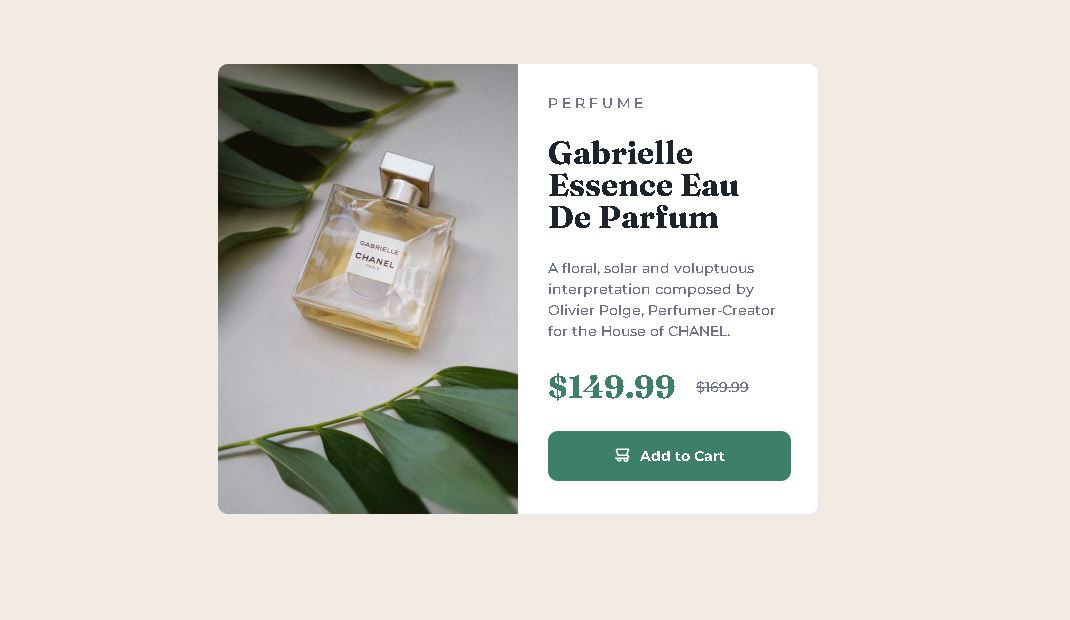 GABRIELLE
CHANEL
PARIS
PERFUME
Gabrielle
Essence Eau
De Parfum
A floral, solar and voluptuous
interpretation composed by
Olivier Polge, Perfumer-Creator
for the House of CHANEL.
$149.99 $169.99
Add to Cart